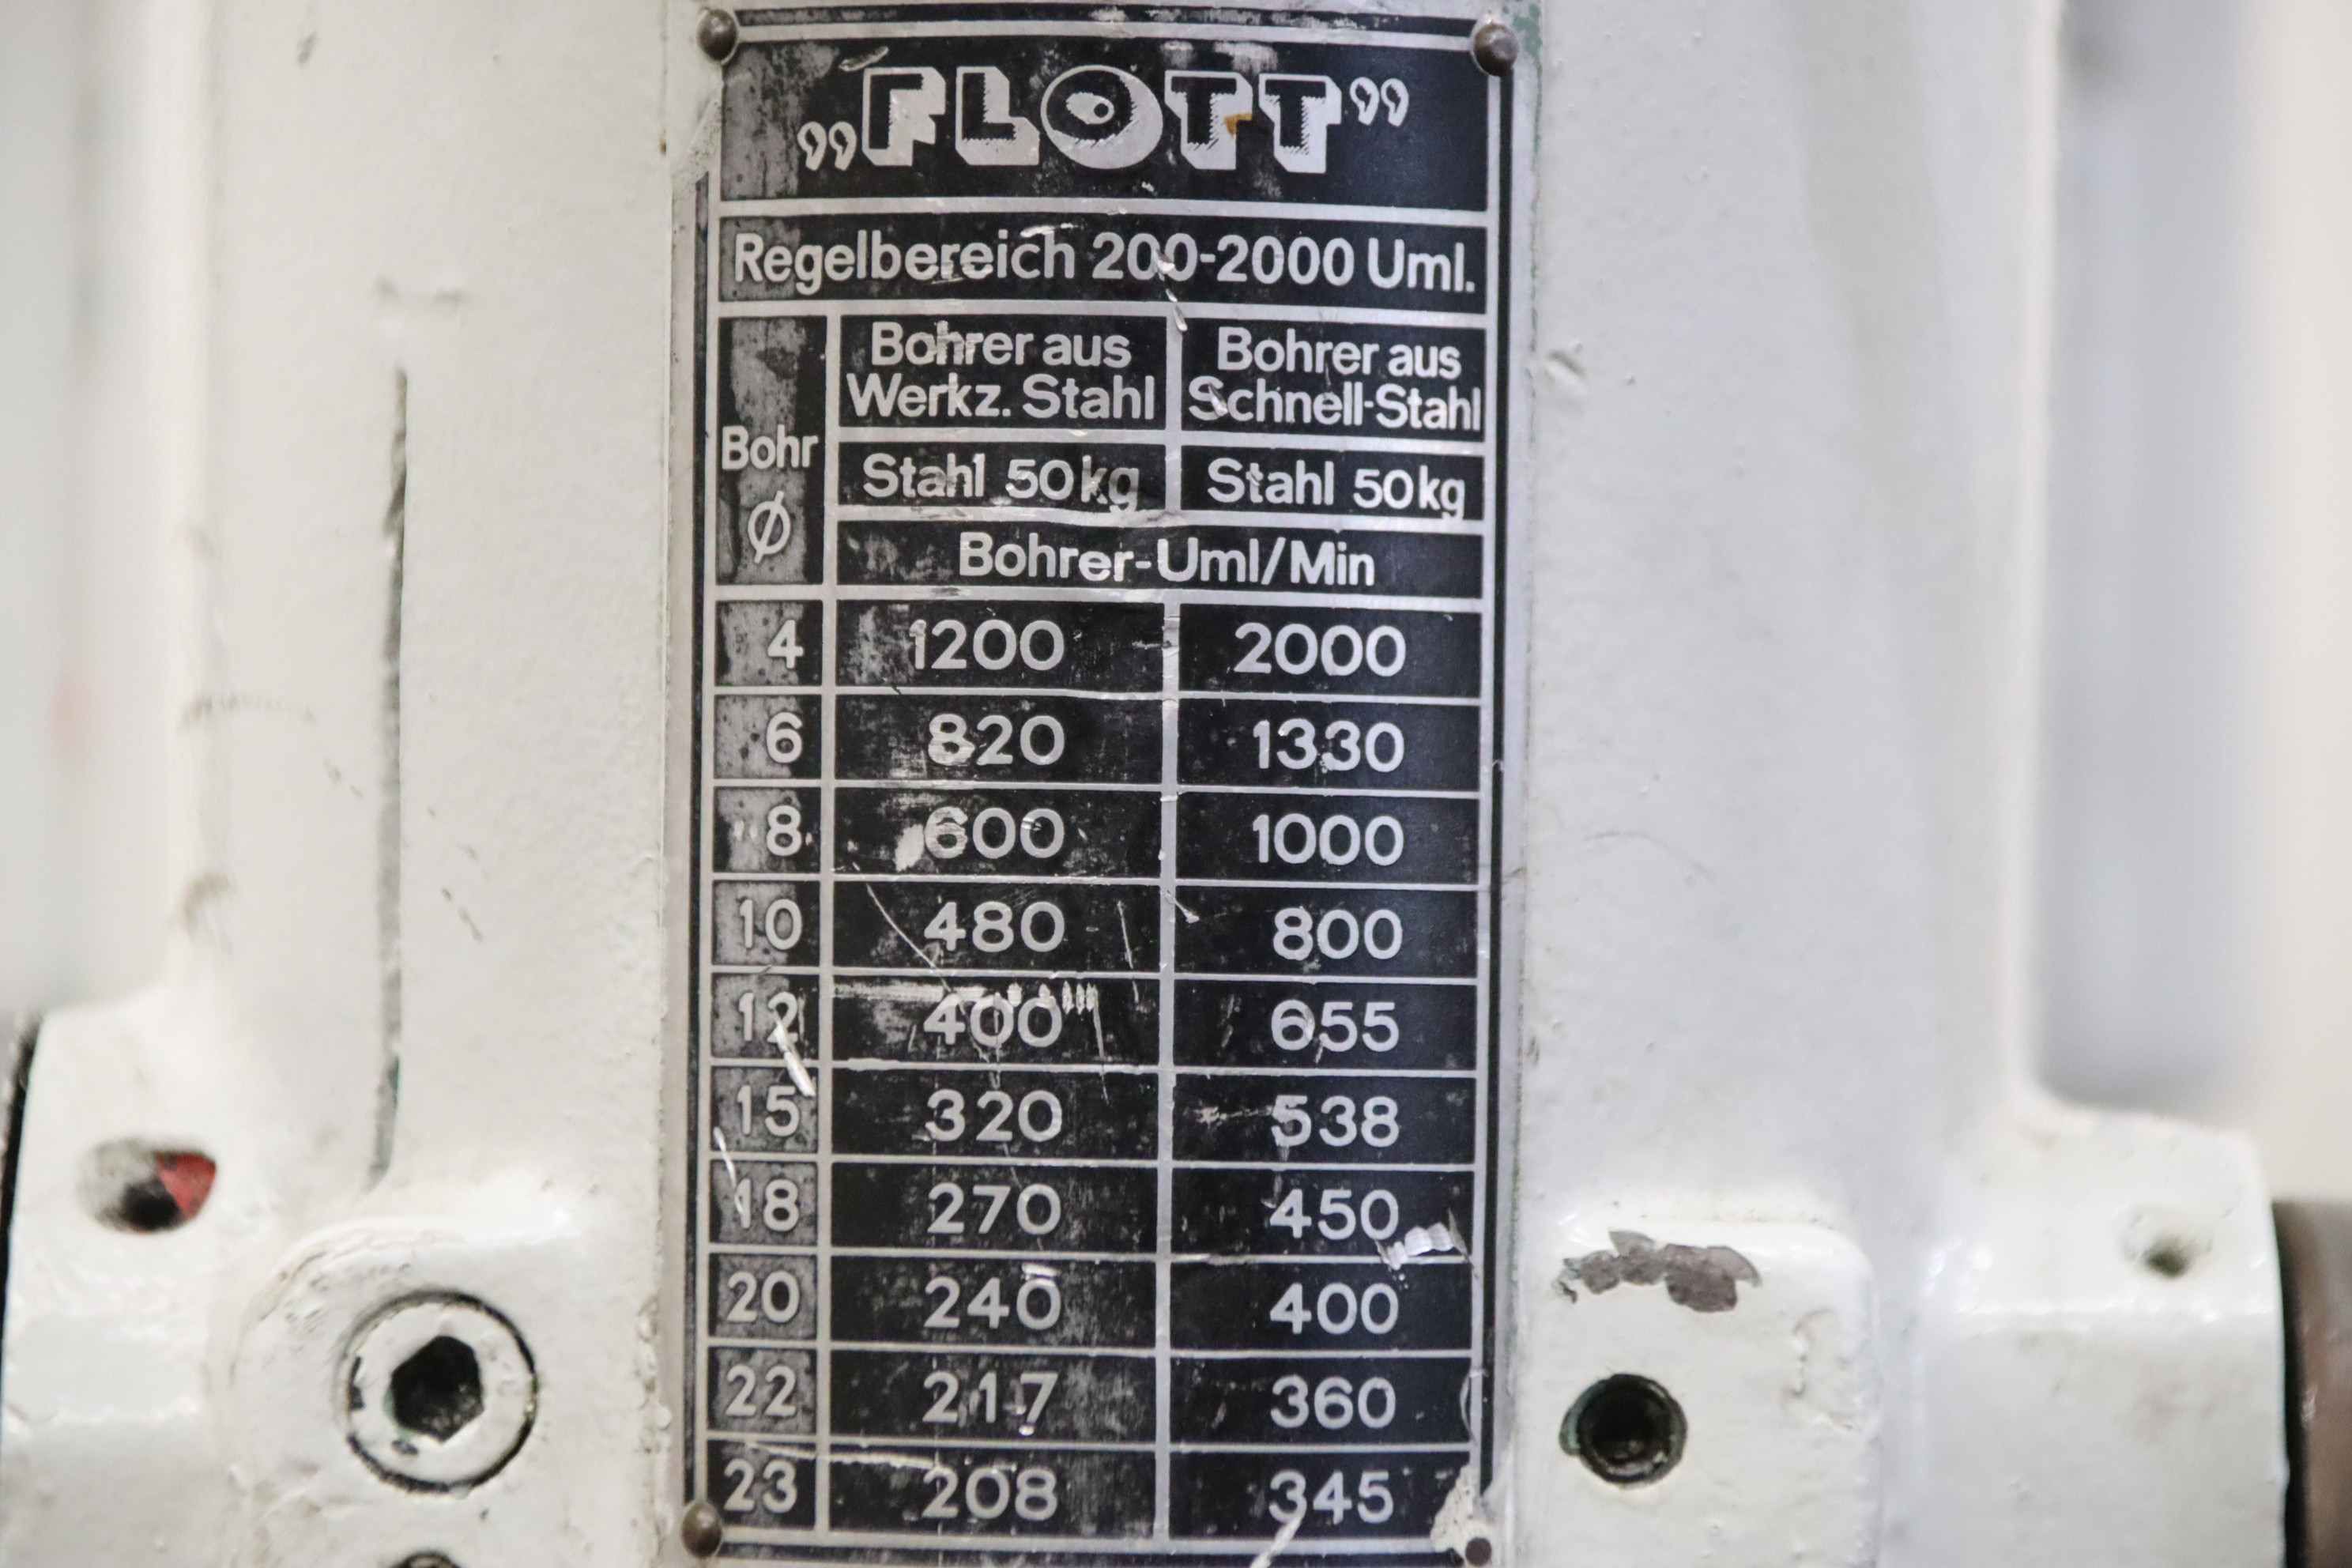 „FLOTT”
Regelbereich 200-2000 Uml.
Bohr Ø
Bohrer aus Werkz. Stahl
Bohrer aus Schnell-Stahl
Stahl 50kg Stahl 50kg
Bohrer-Uml/Min
4 1200 2000
6 820 1330
8 600 1000
10 480 800
12 400 655
15 320 538
18 270 450
20 240 400
22 217 360
23 208 345